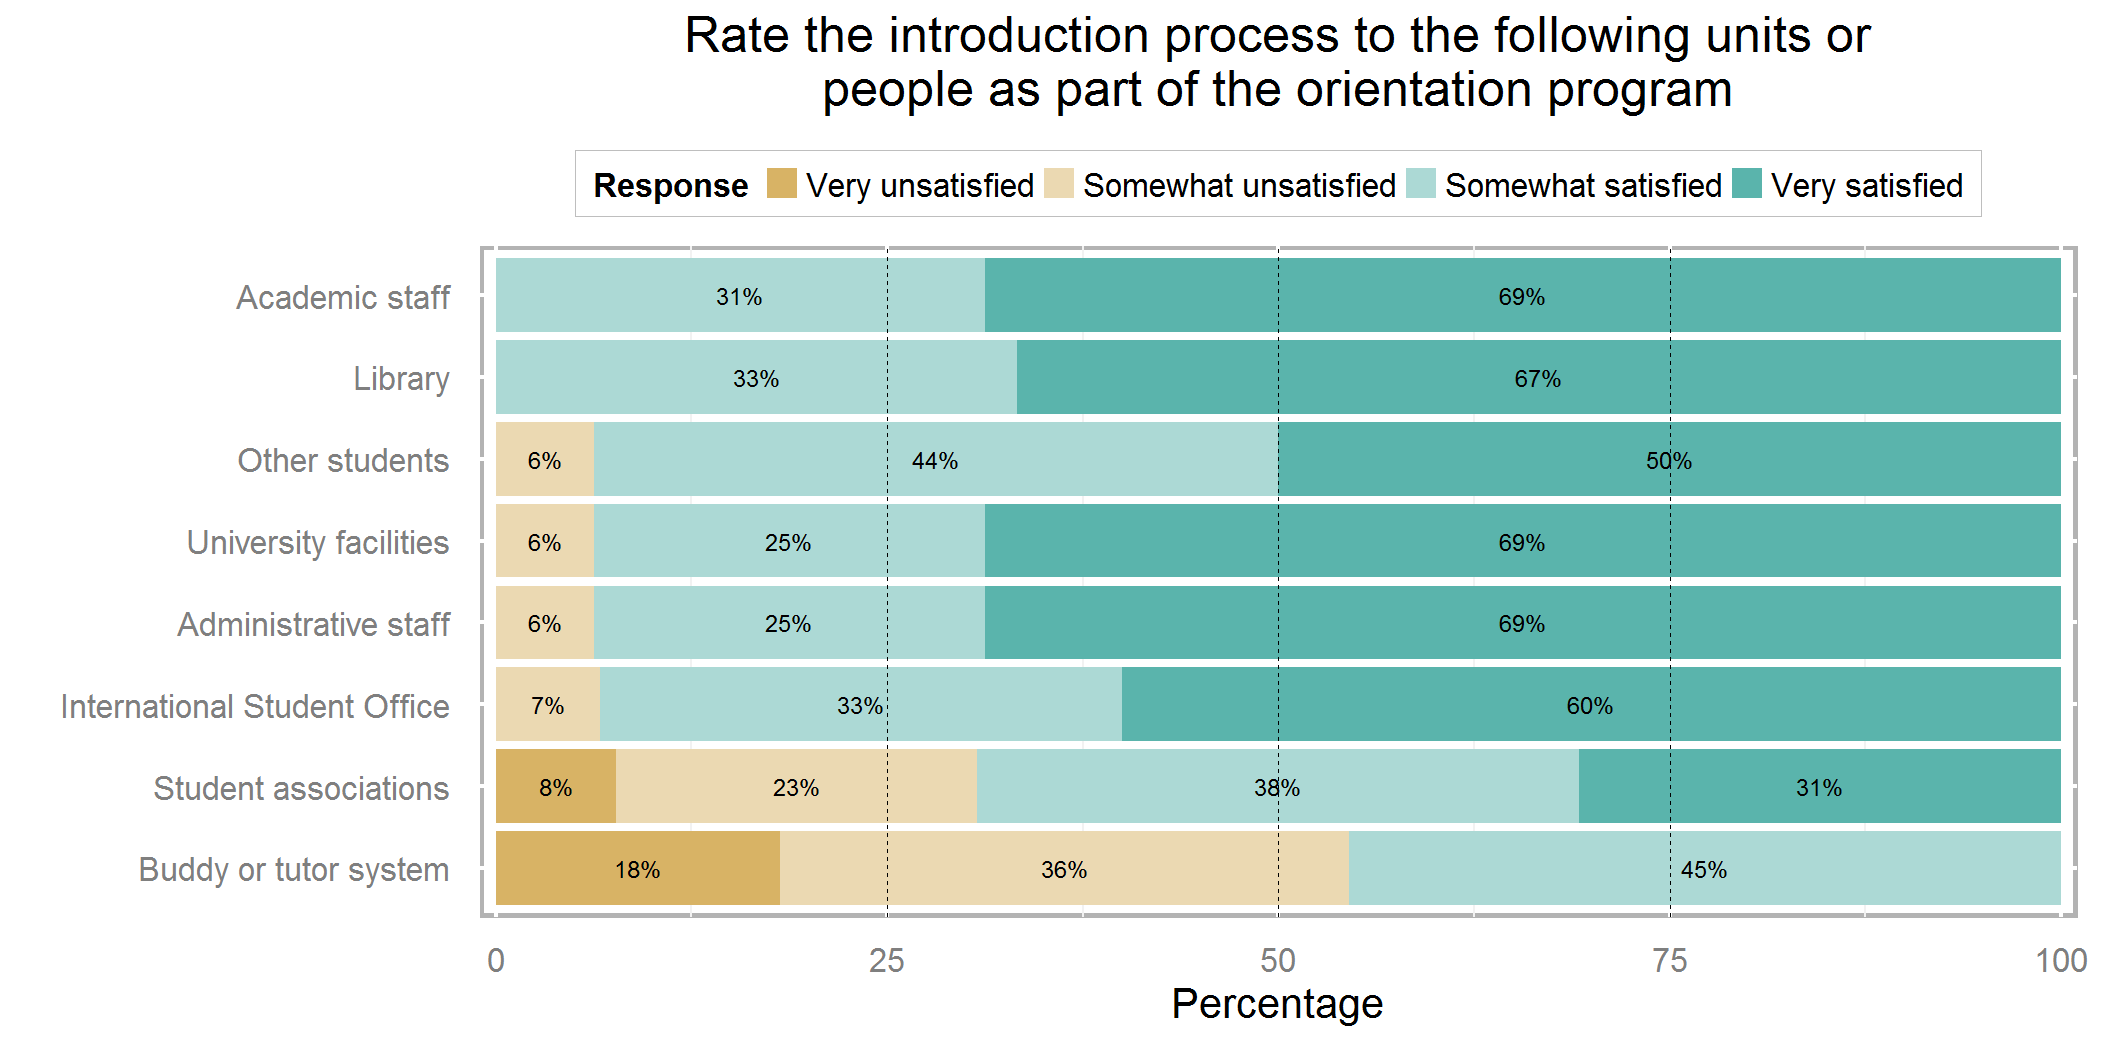 Rate the introduction process to the following units or
people as part of the orientation program
Response Very unsatisfied Somewhat unsatisfied Somewhat satisfied Very satisfied
Academic staff 31% 69%
Library 33% 67%
Other students 6% 44% 50%
University facilities 6% 25% 69%
Administrative staff 6% 25% 69%
International Student Office 7% 33% 60%
Student associations 8% 23% 38% 31%
Buddy or tutor system 18% 36% 45%
0 25 50 75 100
Percentage